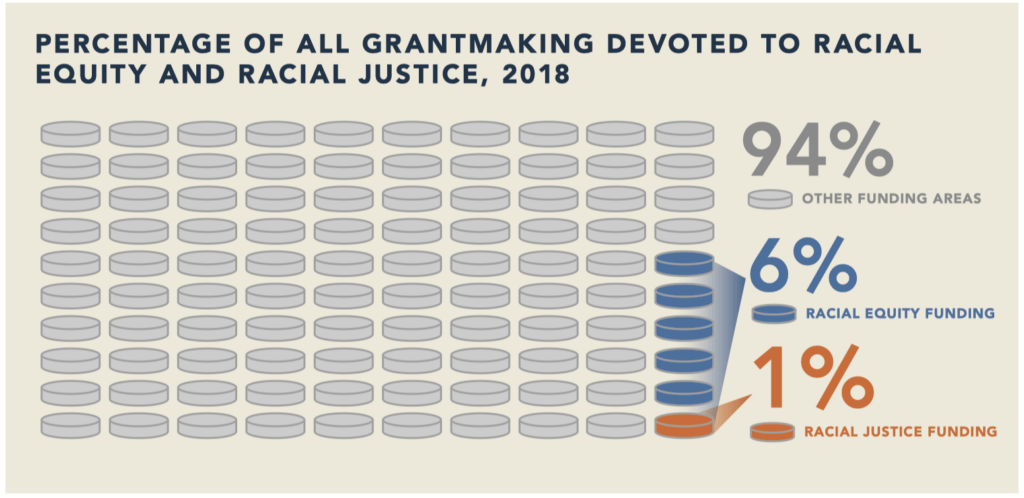 PERCENTAGE OF ALL GRANTMAKING DEVOTED TO RACIAL
EQUITY AND RACIAL JUSTICE, 2018
94%
OTHER FUNDING AREAS
6%
RACIAL EQUITY FUNDING
1%
RACIAL JUSTICE FUNDING